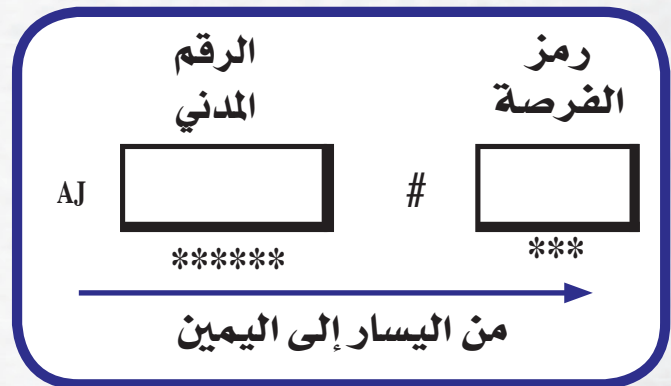 رمز
الفرصة
الرقم
المدني
AJ # 
****** ***
من اليسار إلى اليمين